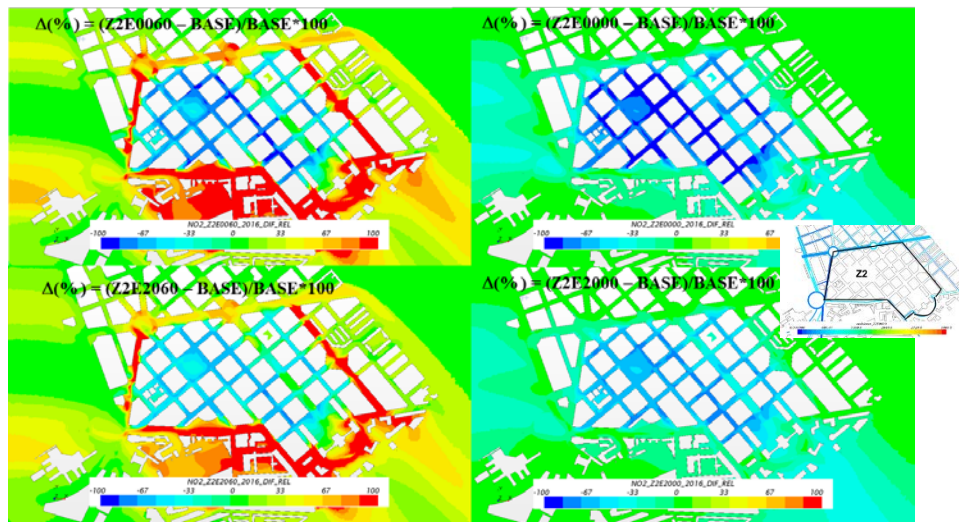 Δ(%) = (Z2E0060 – BASE)/BASE*100
Δ(%) = (Z2E0000 – BASE)/BASE*100
NO2_Z2E0060_2016_DIF_REL
-100 -67 -33 0 33 67 100
NO2_Z2E0000_2016_DIF_REL
-100 -67 -33 0 33 67
Z2
Δ(%) = (Z2E2060 – BASE)/BASE*100
Δ(%) = (Z2E2000 – BASE)/BASE*100
NO2_Z2E2060_2016_DIF_REL
-100 -67 -33 0 33 67 100
NO2_Z2E2000_2016_DIF_REL
-100 -67 -33 0 33 67 100